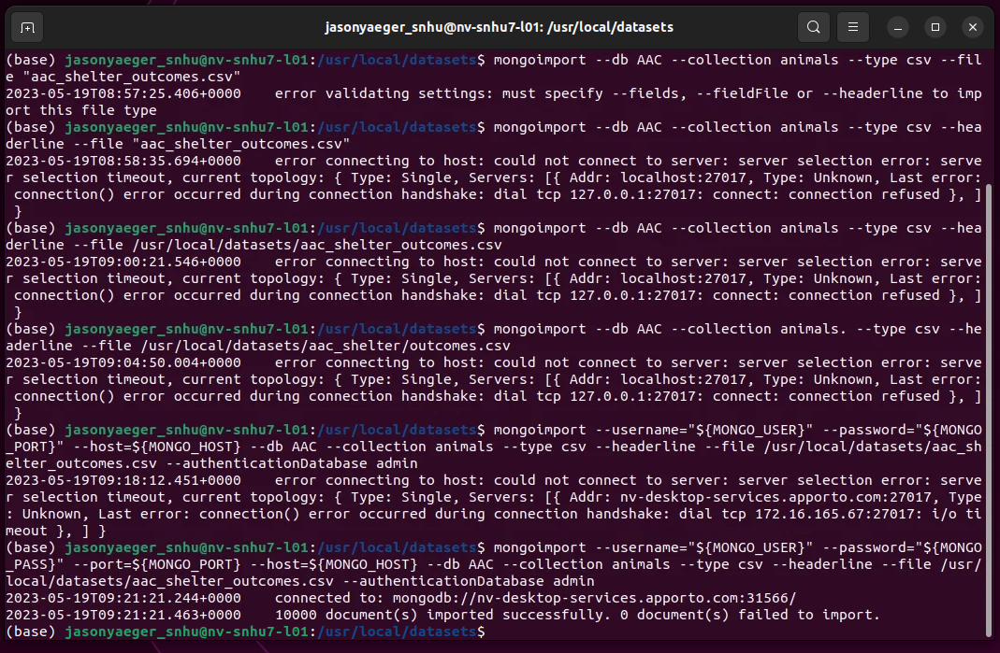 jasonyaeger_snhu@nv-snhu7-l01: /usr/local/datasets
(base) jasonyaeger_snhu@nv-snhu7-l01:/usr/local/datasets$ mongoimport --db AAC --collection animals --type csv --fil
e "aac_shelter_outcomes.csv"
2023-05-19T08:57:25.406+0000    error validating settings: must specify --fields, --fieldFile or --headerline to imp
ort this file type
(base) jasonyaeger_snhu@nv-snhu7-l01:/usr/local/datasets$ mongoimport --db AAC --collection animals --type csv --hea
derline --file "aac_shelter_outcomes.csv"
2023-05-19T08:58:35.694+0000    error connecting to host: could not connect to server: server selection error: serve
r selection timeout, current topology: { Type: Single, Servers: [{ Addr: localhost:27017, Type: Unknown, Last error:
 connection() error occurred during connection handshake: dial tcp 127.0.0.1:27017: connect: connection refused }, ]
 }
(base) jasonyaeger_snhu@nv-snhu7-l01:/usr/local/datasets$ mongoimport --db AAC --collection animals --type csv --hea
derline --file /usr/local/datasets/aac_shelter_outcomes.csv
2023-05-19T09:00:21.546+0000    error connecting to host: could not connect to server: server selection error: serve
r selection timeout, current topology: { Type: Single, Servers: [{ Addr: localhost:27017, Type: Unknown, Last error:
 connection() error occurred during connection handshake: dial tcp 127.0.0.1:27017: connect: connection refused }, ]
 }
(base) jasonyaeger_snhu@nv-snhu7-l01:/usr/local/datasets$ mongoimport --db AAC --collection animals. --type csv --he
aderline --file /usr/local/datasets/aac_shelter/outcomes.csv
2023-05-19T09:04:50.004+0000    error connecting to host: could not connect to server: server selection error: serve
r selection timeout, current topology: { Type: Single, Servers: [{ Addr: localhost:27017, Type: Unknown, Last error:
 connection() error occurred during connection handshake: dial tcp 127.0.0.1:27017: connect: connection refused }, ]
 }
(base) jasonyaeger_snhu@nv-snhu7-l01:/usr/local/datasets$ mongoimport --username="${MONGO_USER}" --password="${MONGO
_PORT}" --host=${MONGO_HOST} --db AAC --collection animals --type csv --headerline --file /usr/local/datasets/aac_sh
elter_outcomes.csv --authenticationDatabase admin
2023-05-19T09:18:12.451+0000    error connecting to host: could not connect to server: server selection error: serve
r selection timeout, current topology: { Type: Single, Servers: [{ Addr: nv-desktop-services.apporto.com:27017, Type
: Unknown, Last error: connection() error occurred during connection handshake: dial tcp 172.16.165.67:27017: i/o ti
meout }, ] }
(base) jasonyaeger_snhu@nv-snhu7-l01:/usr/local/datasets$ mongoimport --username="${MONGO_USER}" --password="${MONGO
_PASS}" --port=${MONGO_PORT} --host=${MONGO_HOST} --db AAC --collection animals --type csv --headerline --file /usr/
local/datasets/aac_shelter_outcomes.csv --authenticationDatabase admin
2023-05-19T09:21:21.244+0000    connected to: mongodb://nv-desktop-services.apporto.com:31566/
2023-05-19T09:21:21.463+0000    10000 document(s) imported successfully. 0 document(s) failed to import.
(base) jasonyaeger_snhu@nv-snhu7-l01:/usr/local/datasets$